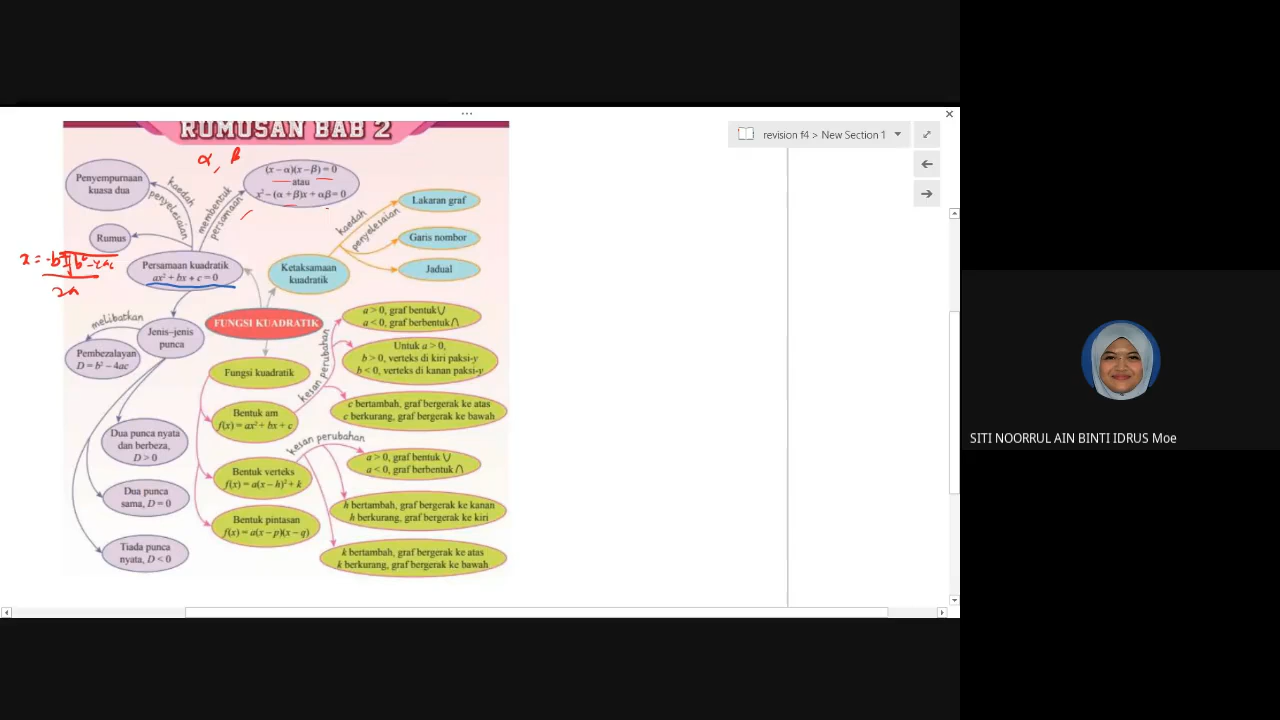 RUMUSAN BAB 2
revision f4 > New Section 1
α, β
Penyempurnaan
kuasa dua
kaedah
penyelesaian
membentuk
persamaan
(x – α)(x – β) = 0
atau
x² – (α + β)x + αβ = 0
Rumus
x = -b ± √b² - 4ac
2a
Persamaan kuadratik
ax² + bx + c = 0
Ketaksamaan
kuadratik
kaedah
penyelesaian
Lakaran graf
Garis nombor
Jadual
FUNGSI KUADRATIK
melibatkan
Jenis–jenis
punca
Pembezalayan
D = b² – 4ac
Dua punca nyata
dan berbeza,
D > 0
Dua punca
sama, D = 0
Tiada punca
nyata, D < 0
Fungsi kuadratik
Bentuk am
f(x) = ax² + bx + c
kesan perubahan
a > 0, graf bentuk ∪
a < 0, graf berbentuk ∩
Untuk a > 0,
b > 0, verteks di kiri paksi-y
b < 0, verteks di kanan paksi-y
c bertambah, graf bergerak ke atas
c berkurang, graf bergerak ke bawah
Bentuk verteks
f(x) = a(x – h)² + k
kesan perubahan
a > 0, graf bentuk ∪
a < 0, graf berbentuk ∩
h bertambah, graf bergerak ke kanan
h berkurang, graf bergerak ke kiri
k bertambah, graf bergerak ke atas
k berkurang, graf bergerak ke bawah
Bentuk pintasan
f(x) = a(x – p)(x – q)
SITI NOORRUL AIN BINTI IDRUS Moe